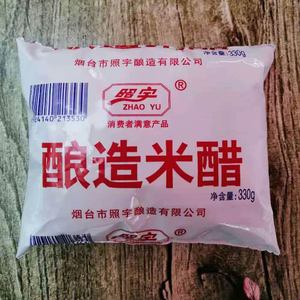 净含量:330g
烟台市照宇酿造有限公司
照宇
ZHAO YU
®
消费者满意产品
酿造米醋
净含量:330g
烟台市照宇酿造有限公司